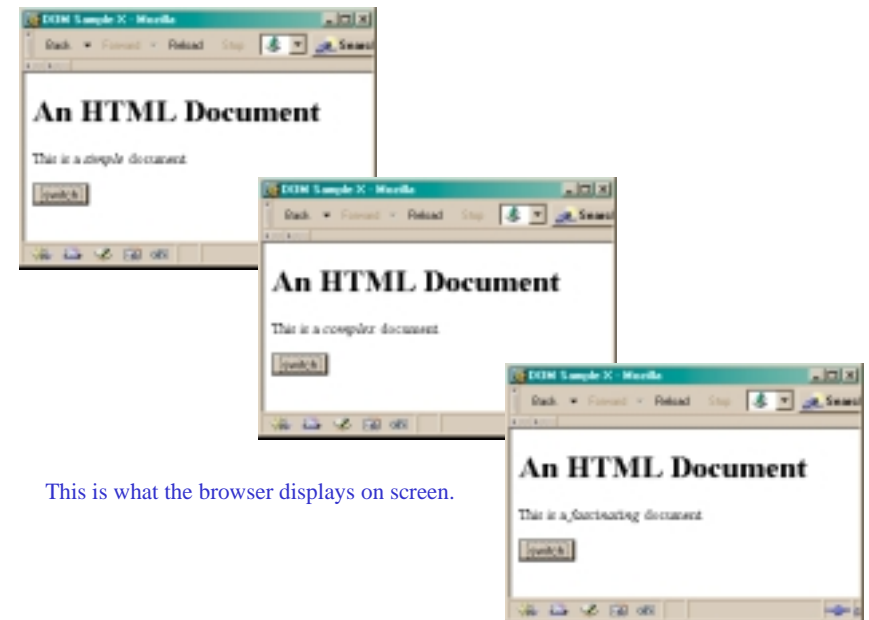 DOM Sample X - Mozilla
Back Forward Reload Stop Search
An HTML Document
This is a simple document
switch
DOM Sample X - Mozilla
Back Forward Reload Stop Search
An HTML Document
This is a complex document
switch
DOM Sample X - Mozilla
Back Forward Reload Stop Search
An HTML Document
This is a fascinating document
switch
This is what the browser displays on screen.